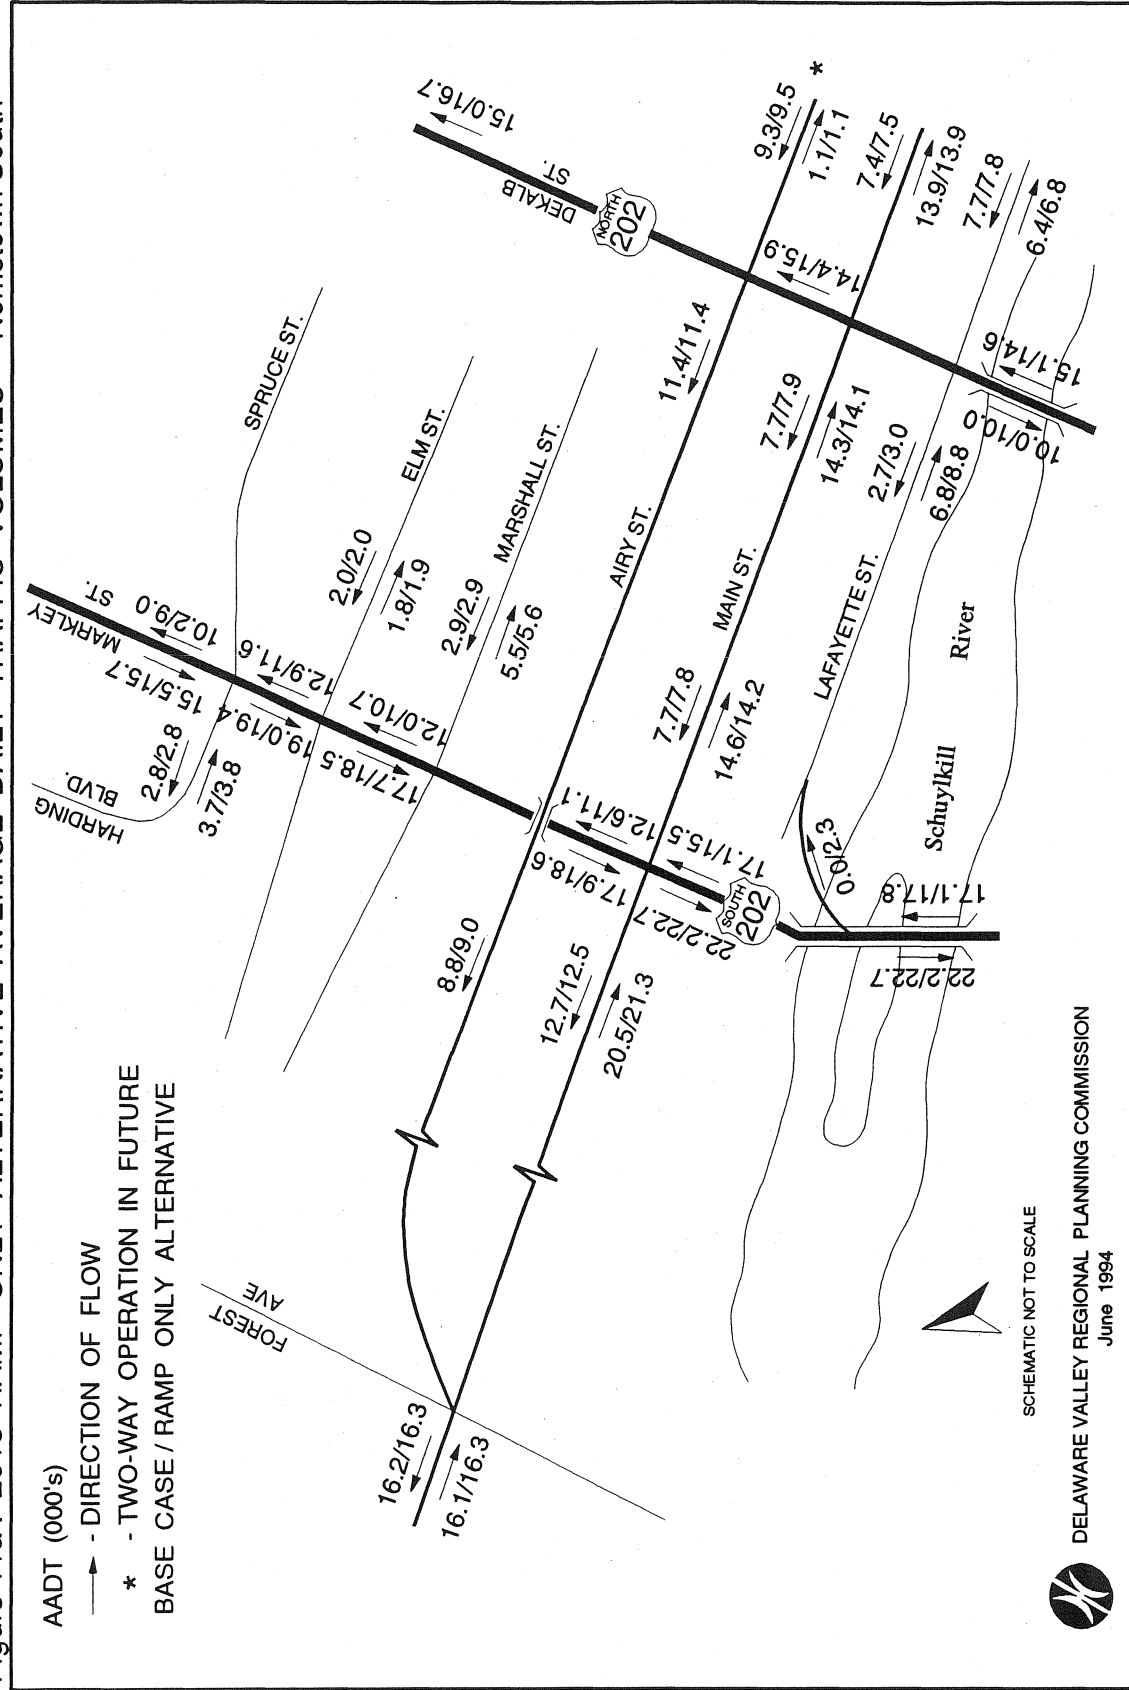 AADT (000's)
- DIRECTION OF FLOW
* - TWO-WAY OPERATION IN FUTURE
BASE CASE / RAMP ONLY ALTERNATIVE
HARDING
BLVD.
MARKLEY
ST.
15.5/15.7
10.2/9.0
2.8/2.8
3.7/3.8
SPRUCE ST.
19.0/19.4
12.9/11.6
2.0/2.0
1.8/1.9
ELM ST.
17.7/18.5
12.0/10.7
2.9/2.9
5.5/5.6
MARSHALL ST.
DEKALB
ST.
15.0/16.7
NORTH
202
FOREST
AVE
16.2/16.3
16.1/16.3
8.8/9.0
AIRY ST.
11.4/11.4
9.3/9.5
*
1.1/1.1
17.9/18.6
12.6/11.1
14.4/15.9
12.7/12.5
20.5/21.3
7.7/7.8
14.6/14.2
MAIN ST.
7.7/7.9
14.3/14.1
7.4/7.5
13.9/13.9
22.2/22.7
17.1/15.5
SOUTH
202
LAFAYETTE ST.
2.7/3.0
6.8/8.8
7.7/7.8
6.4/6.8
0.0/2.3
22.2/22.7
17.1/17.8
Schuylkill
River
10.0/10.0
15.1/14.6
SCHEMATIC NOT TO SCALE
DELAWARE VALLEY REGIONAL PLANNING COMMISSION
June 1994